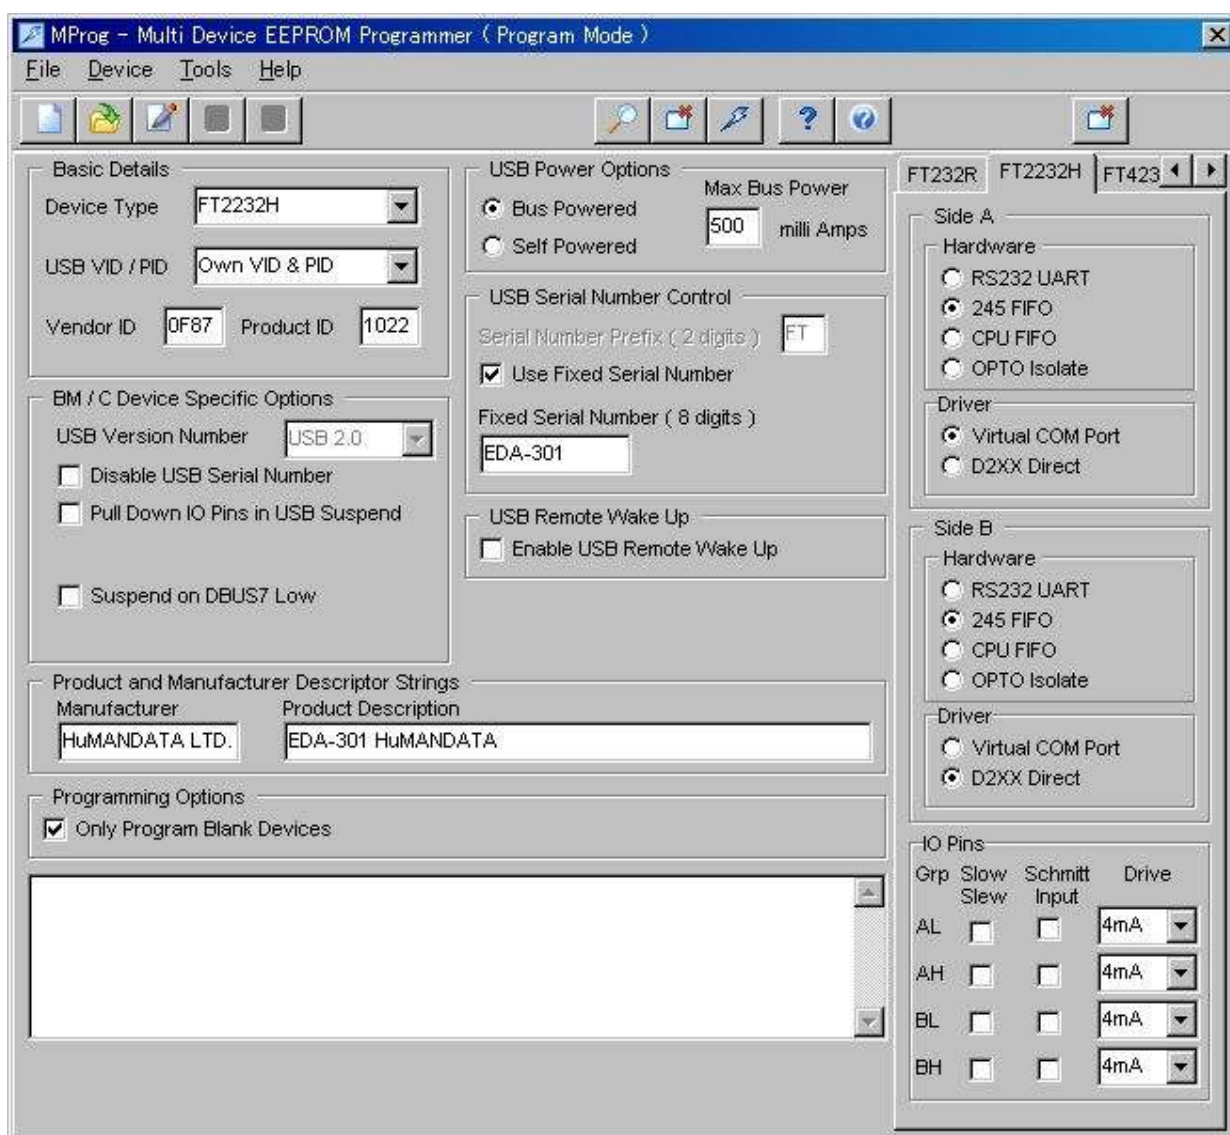 MProg - Multi Device EEPROM Programmer ( Program Mode )
File Device Tools Help
Basic Details
Device Type FT2232H
USB VID / PID Own VID & PID
Vendor ID 0F87 Product ID 1022
BM / C Device Specific Options
USB Version Number USB 2.0
Disable USB Serial Number
Pull Down IO Pins in USB Suspend
Suspend on DBUS7 Low
USB Power Options
Bus Powered
Self Powered
Max Bus Power
500 milli Amps
USB Serial Number Control
Serial Number Prefix ( 2 digits ) FT
Use Fixed Serial Number
Fixed Serial Number ( 8 digits )
EDA-301
USB Remote Wake Up
Enable USB Remote Wake Up
Product and Manufacturer Descriptor Strings
Manufacturer Product Description
HuMANDATA LTD. EDA-301 HuMANDATA
Programming Options
Only Program Blank Devices
FT232R FT2232H FT423
Side A
Hardware
RS232 UART
245 FIFO
CPU FIFO
OPTO Isolate
Driver
Virtual COM Port
D2XX Direct
Side B
Hardware
RS232 UART
245 FIFO
CPU FIFO
OPTO Isolate
Driver
Virtual COM Port
D2XX Direct
IO Pins
Grp Slow Schmitt Drive
Slew Input
AL 4mA
AH 4mA
BL 4mA
BH 4mA